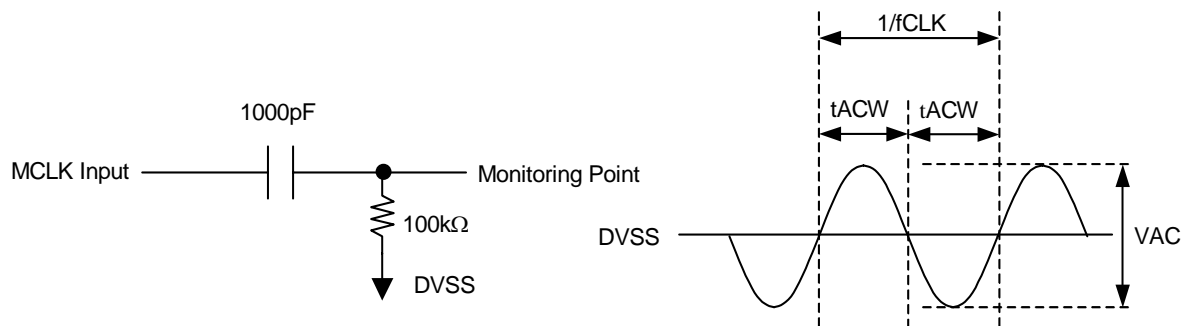 1/fCLK
1000pF
tACW tACW
MCLK Input
Monitoring Point
100kΩ
DVSS
DVSS
VAC